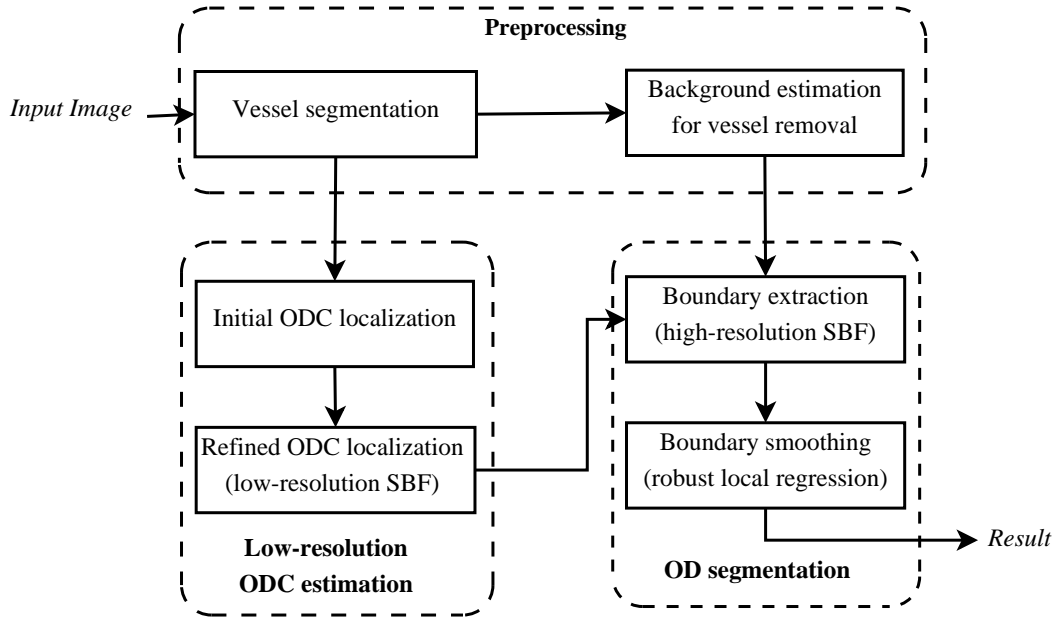 Preprocessing
Input Image
Vessel segmentation
Background estimation
for vessel removal
Initial ODC localization
Refined ODC localization
(low-resolution SBF)
Low-resolution
ODC estimation
Boundary extraction
(high-resolution SBF)
Boundary smoothing
(robust local regression)
OD segmentation
Result